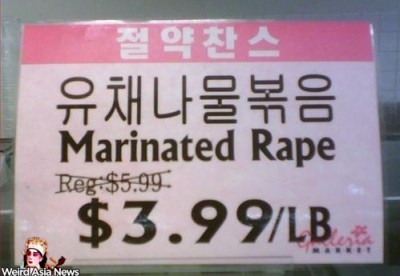 절약찬스
유채나물볶음
Marinated Rape
Reg:$5.99
$3.99/LB
Galleria
MARKET
Weird Asia News